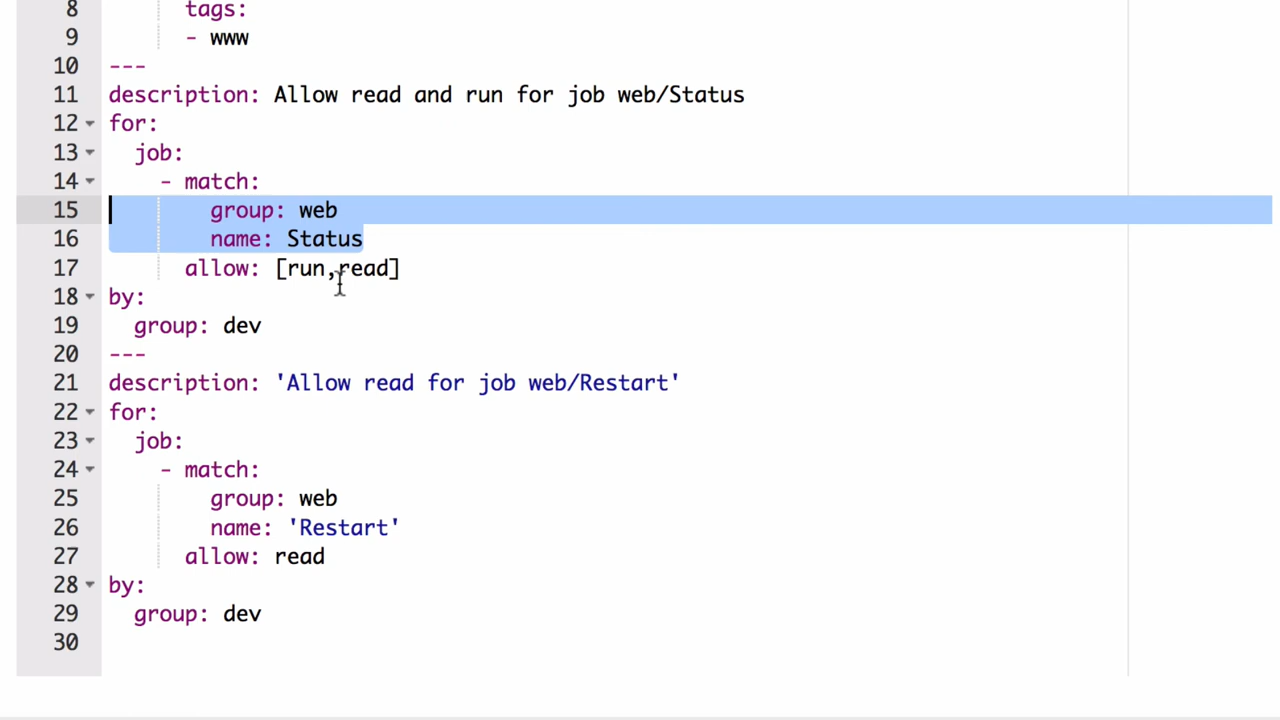 8 tags:
9 - www
10 ---
11 description: Allow read and run for job web/Status
12 for:
13 job:
14 - match:
15 group: web
16 name: Status
17 allow: [run,read]
18 by:
19 group: dev
20 ---
21 description: 'Allow read for job web/Restart'
22 for:
23 job:
24 - match:
25 group: web
26 name: 'Restart'
27 allow: read
28 by:
29 group: dev
30